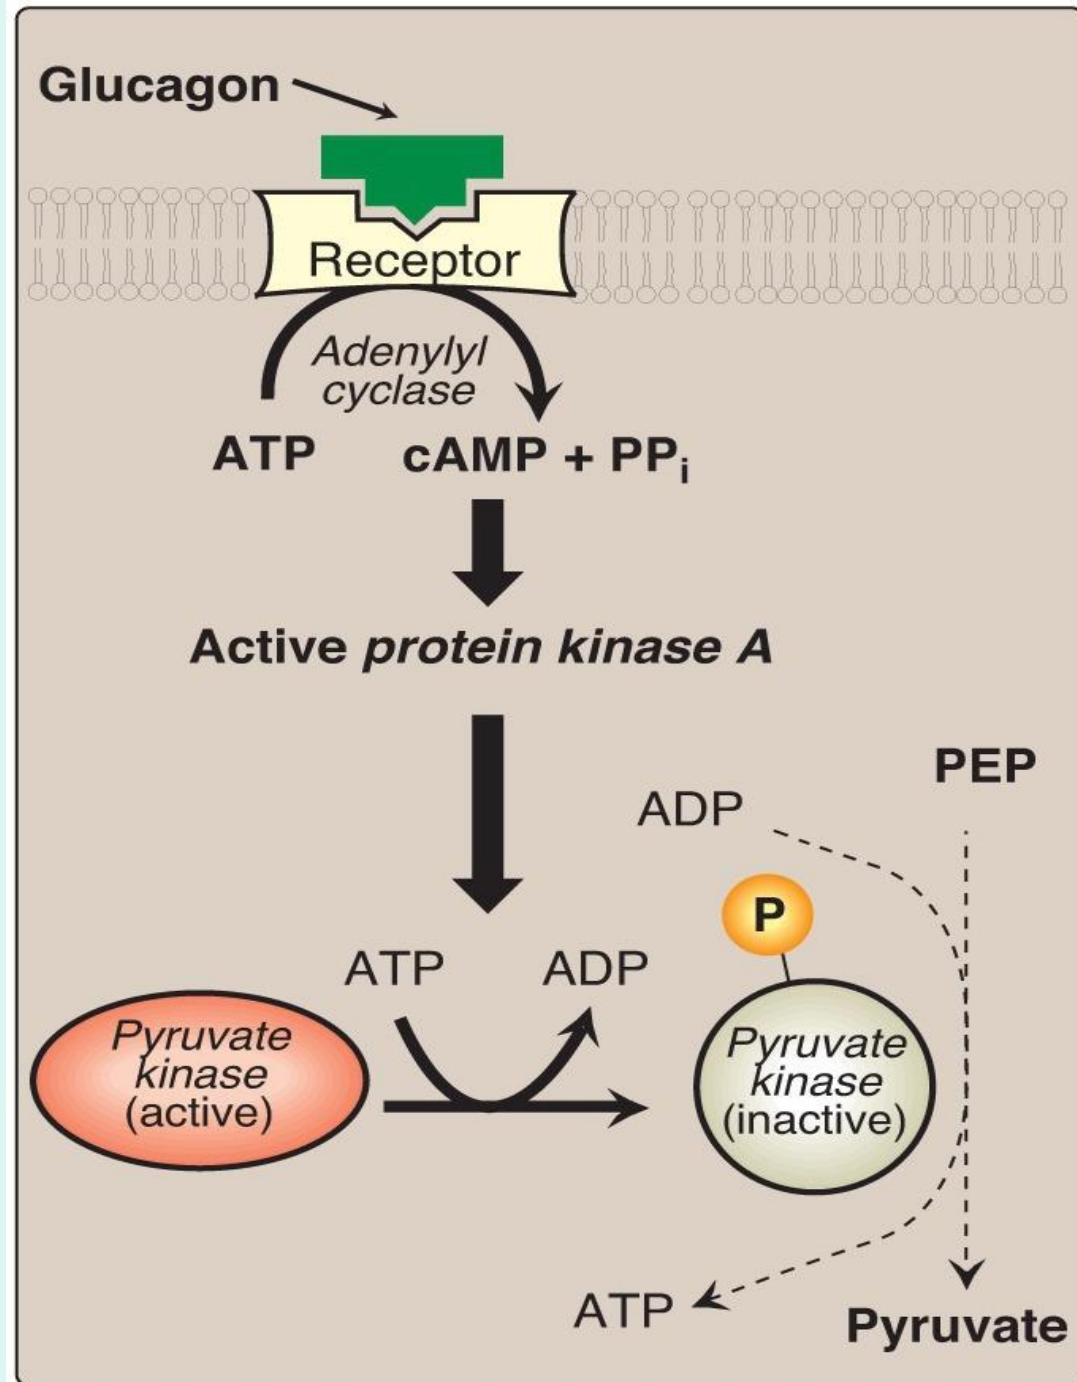 Glucagon
Receptor
Adenylyl
cyclase
ATP
cAMP + PPi
Active protein kinase A
PEP
ADP
P
ATP
ADP
Pyruvate
kinase
(active)
Pyruvate
kinase
(inactive)
ATP
Pyruvate